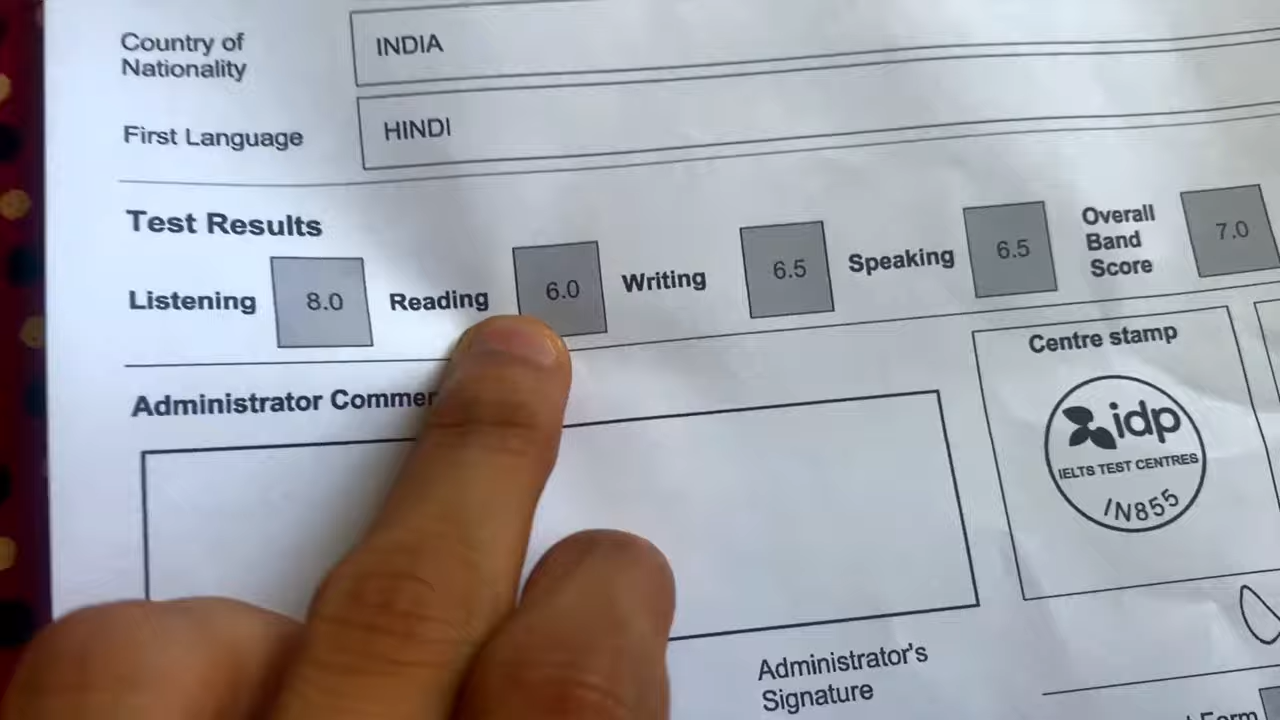 Country of
Nationality
INDIA
First Language
HINDI
Test Results
Listening 8.0 Reading 6.0 Writing 6.5 Speaking 6.5 Overall Band Score 7.0
Administrator
Centre stamp
idp
IELTS TEST CENTRES
IN855
Administrator's
Signature
Form